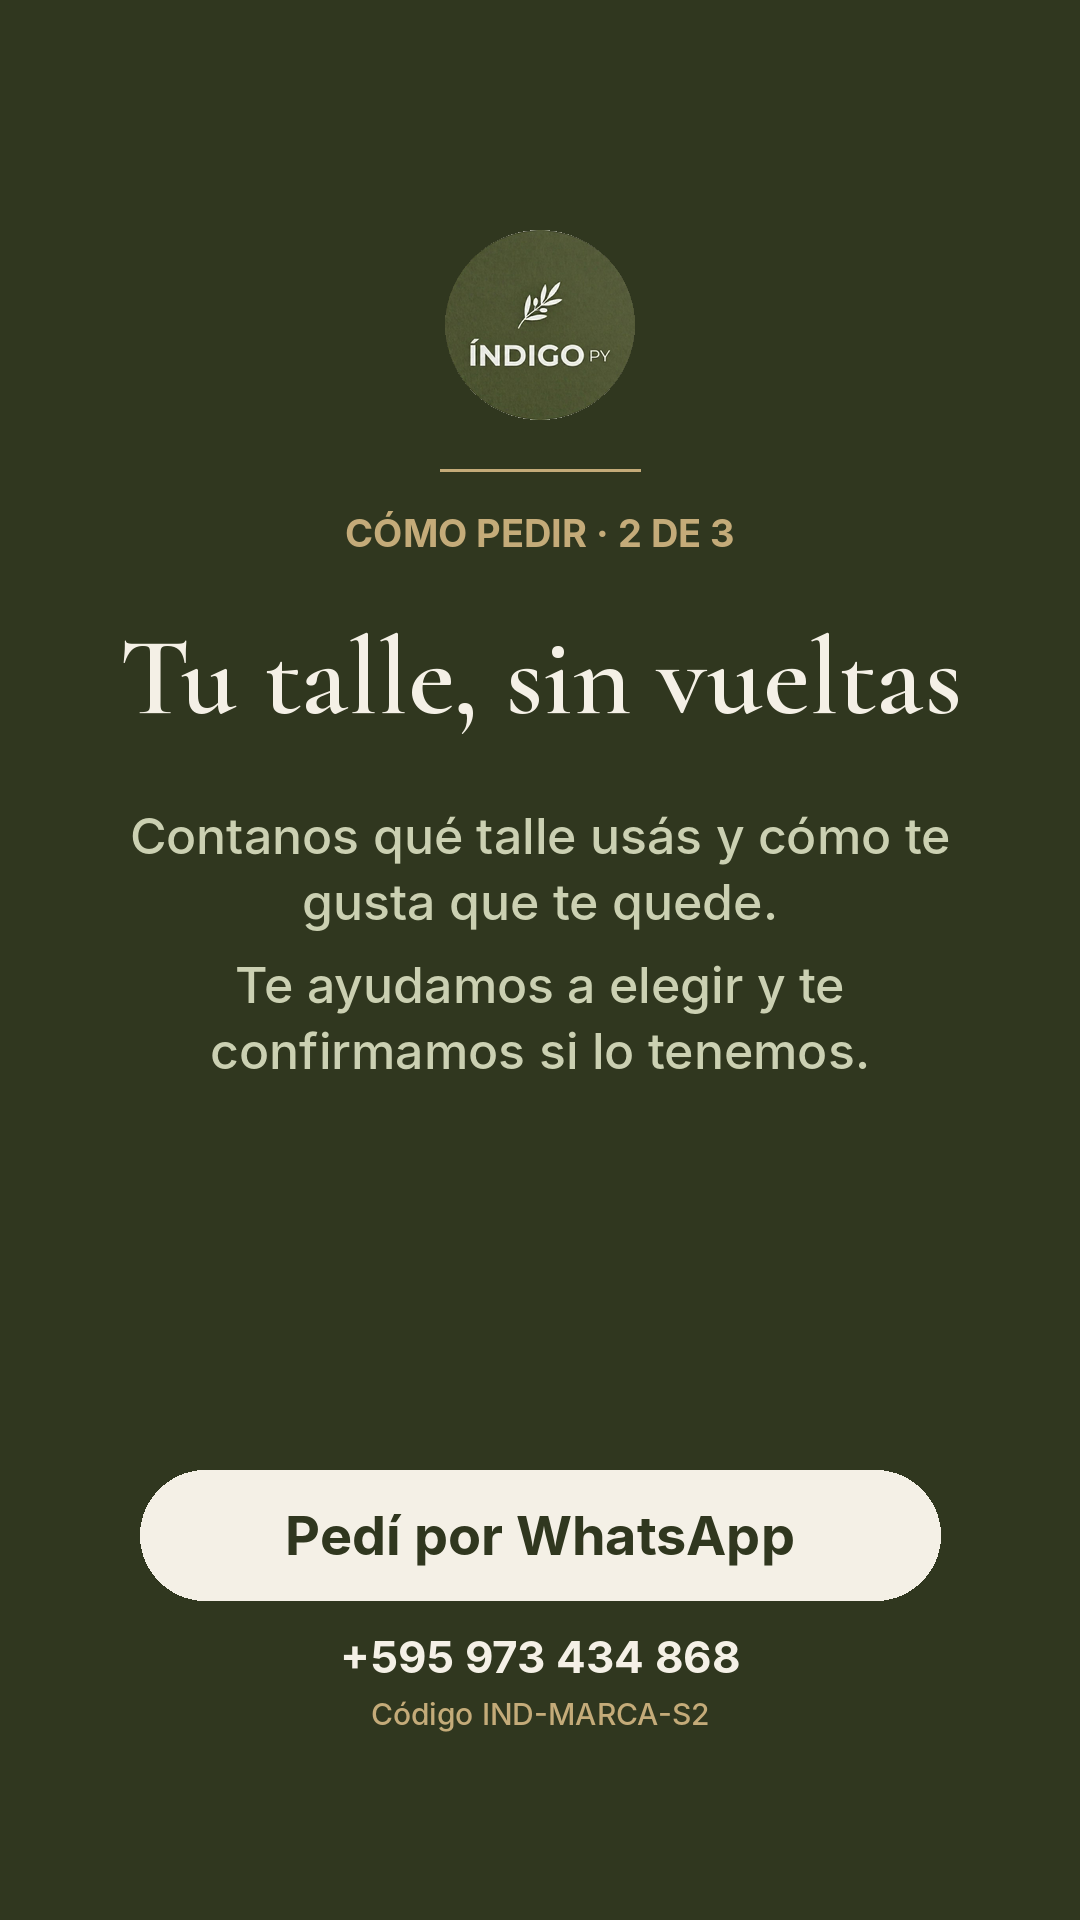 ÍNDIGO PY
CÓMO PEDIR · 2 DE 3
Tu talle, sin vueltas
Contanos qué talle usás y cómo te
gusta que te quede.
Te ayudamos a elegir y te
confirmamos si lo tenemos.
Pedí por WhatsApp
+595 973 434 868
Código IND-MARCA-S2